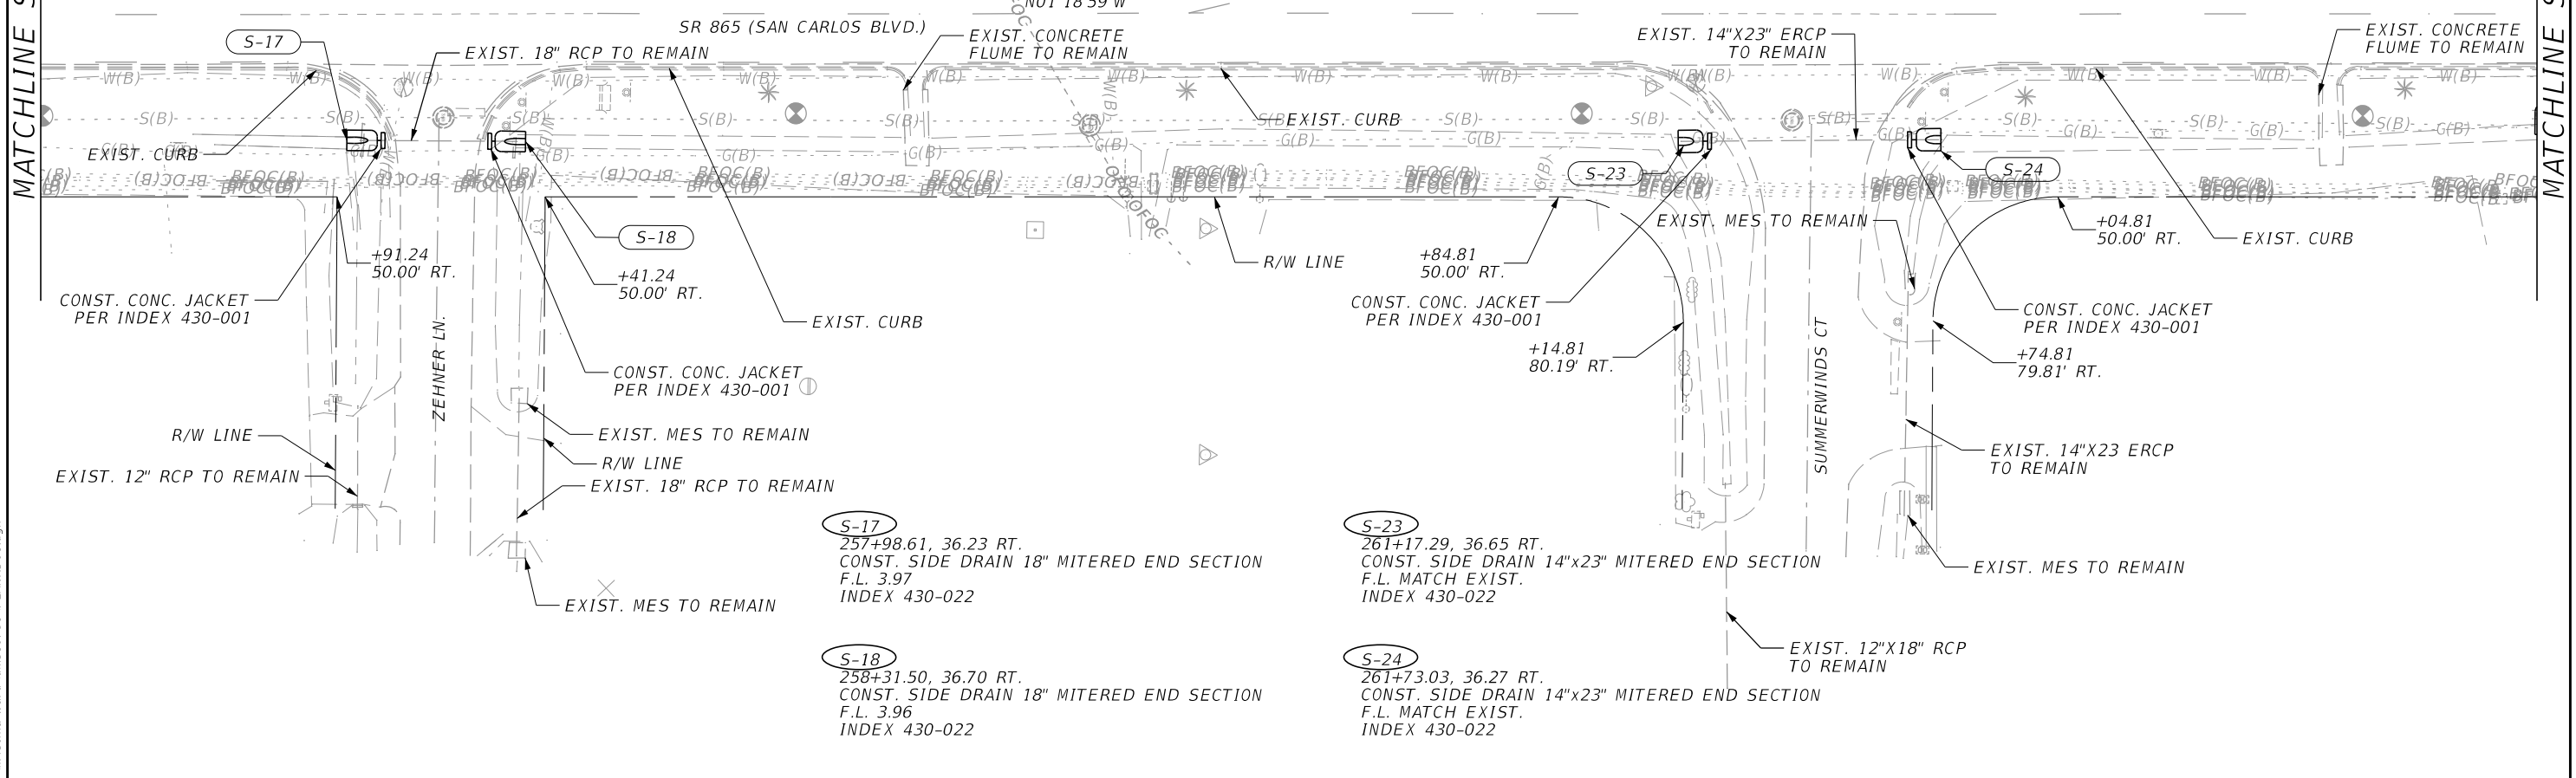 MATCHLINE S
MATCHLINE S
N01°18'59"W
SR 865 (SAN CARLOS BLVD.)
S-17
EXIST. 18" RCP TO REMAIN
EXIST. CONCRETE
FLUME TO REMAIN
EXIST. 14"X23" ERCP
TO REMAIN
EXIST. CONCRETE
FLUME TO REMAIN
EXIST. CURB
EXIST. CURB
S-23
S-24
EXIST. MES TO REMAIN
S-18
+91.24
50.00' RT.
+41.24
50.00' RT.
R/W LINE
+84.81
50.00' RT.
+04.81
50.00' RT.
EXIST. CURB
CONST. CONC. JACKET
PER INDEX 430-001
EXIST. CURB
CONST. CONC. JACKET
PER INDEX 430-001
CONST. CONC. JACKET
PER INDEX 430-001
ZEHNER LN.
SUMMERWINDS CT
+14.81
80.19' RT.
+74.81
79.81' RT.
CONST. CONC. JACKET
PER INDEX 430-001
R/W LINE
EXIST. MES TO REMAIN
R/W LINE
EXIST. 14"X23 ERCP
TO REMAIN
EXIST. 12" RCP TO REMAIN
EXIST. 18" RCP TO REMAIN
EXIST. MES TO REMAIN
EXIST. MES TO REMAIN
S-17
257+98.61, 36.23 RT.
CONST. SIDE DRAIN 18" MITERED END SECTION
F.L. 3.97
INDEX 430-022
S-23
261+17.29, 36.65 RT.
CONST. SIDE DRAIN 14"x23" MITERED END SECTION
F.L. MATCH EXIST.
INDEX 430-022
EXIST. 12"X18" RCP
TO REMAIN
S-18
258+31.50, 36.70 RT.
CONST. SIDE DRAIN 18" MITERED END SECTION
F.L. 3.96
INDEX 430-022
S-24
261+73.03, 36.27 RT.
CONST. SIDE DRAIN 14"x23" MITERED END SECTION
F.L. MATCH EXIST.
INDEX 430-022
W(B)
S(B)
G(B)
BFOC(B)